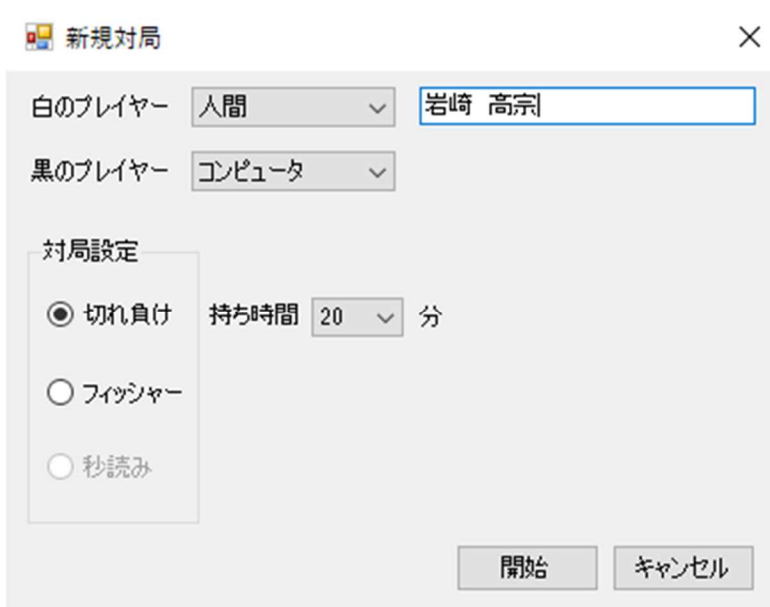 新規対局
白のプレイヤー 人間 岩崎 高宗
黒のプレイヤー コンピュータ
対局設定
切れ負け 持ち時間 20 分
フィッシャー
秒読み
開始 キャンセル